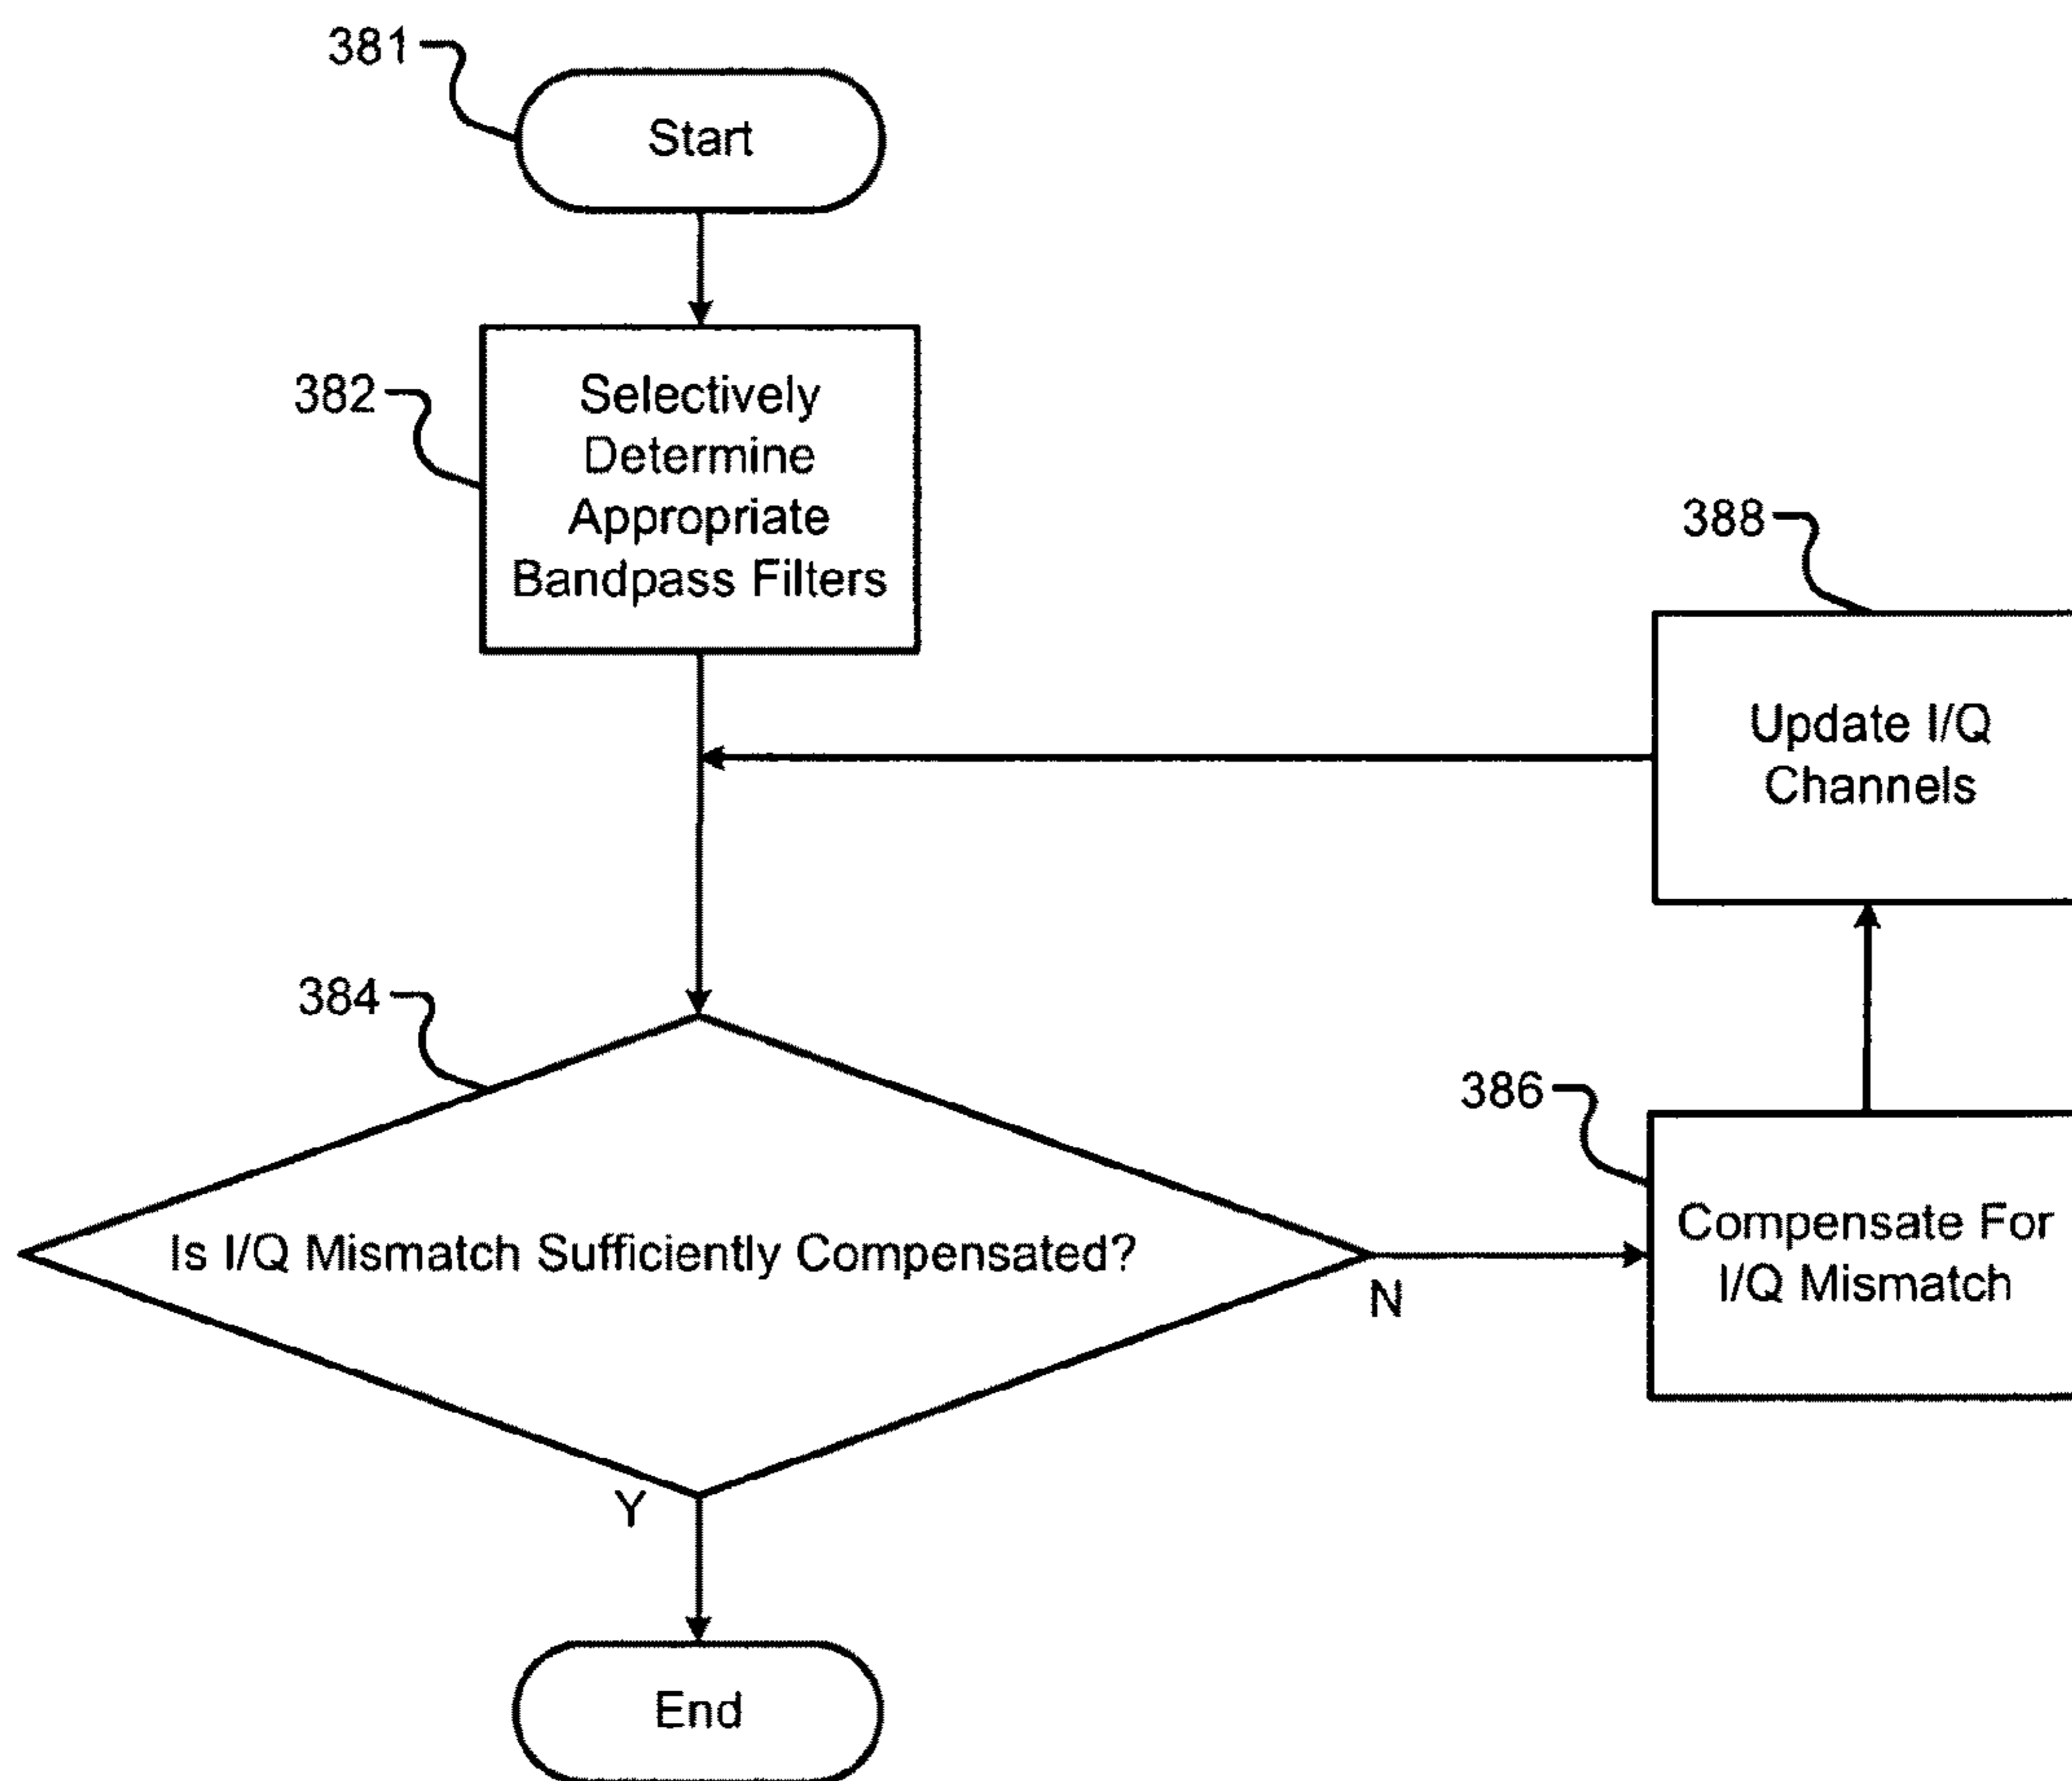 381
Start
382
Selectively
Determine
Appropriate
Bandpass Filters
388
Update I/Q
Channels
384
Is I/Q Mismatch Sufficiently Compensated?
N
386
Compensate For
I/Q Mismatch
Y
End